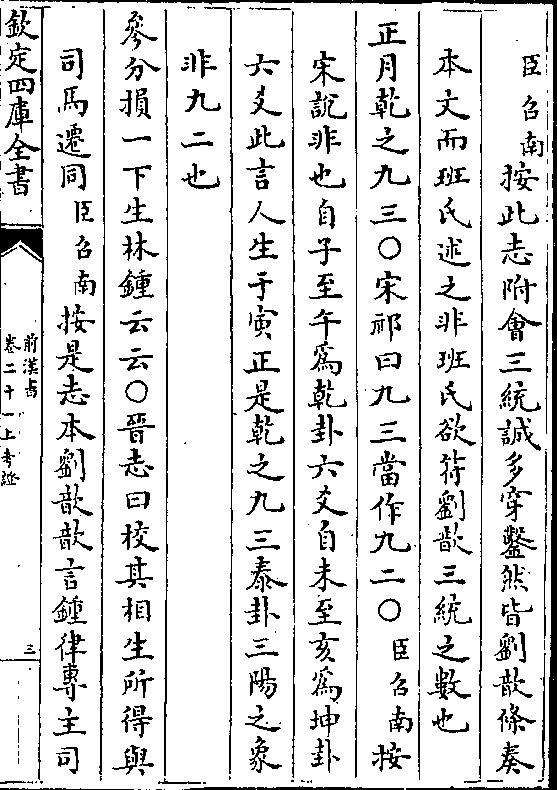 臣召南按此志附會三統誠多穿鑿然皆劉歆條奏
本文而班氏述之非班氏欲符劉歆三統之數也
正月乾之九三○宋祁曰九三當作九二○臣召南按
宋說非也自子至午爲乾卦六爻自未至亥爲坤卦
六爻此言人生于寅正是乾之九三泰卦三陽之象
非九二也
參分損一下生林鍾云云○晉志曰校其相生所得與
司馬遷同臣召南按是志本劉歆歆言鍾律專主司
欽定四庫全書
前漢書
卷二十一上考證
三